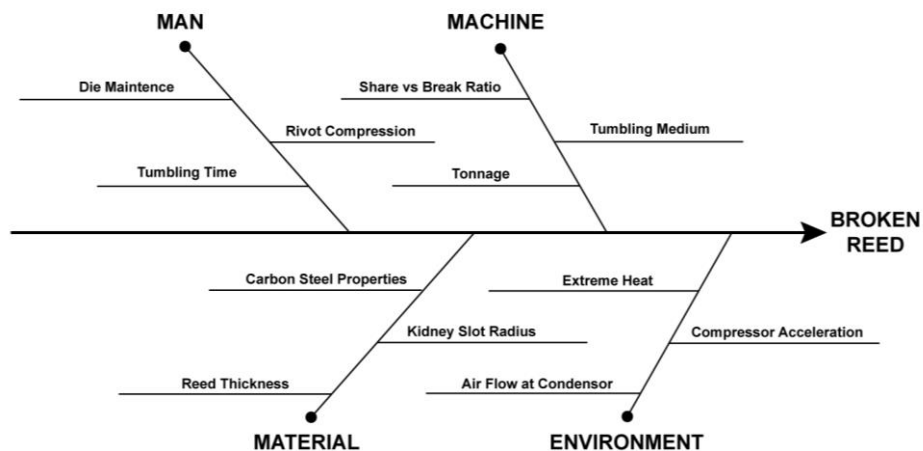 MAN
MACHINE
Die Maintence
Share vs Break Ratio
Rivot Compression
Tumbling Medium
Tumbling Time
Tonnage
BROKEN
REED
Carbon Steel Properties
Extreme Heat
Kidney Slot Radius
Compressor Acceleration
Reed Thickness
Air Flow at Condensor
MATERIAL
ENVIRONMENT